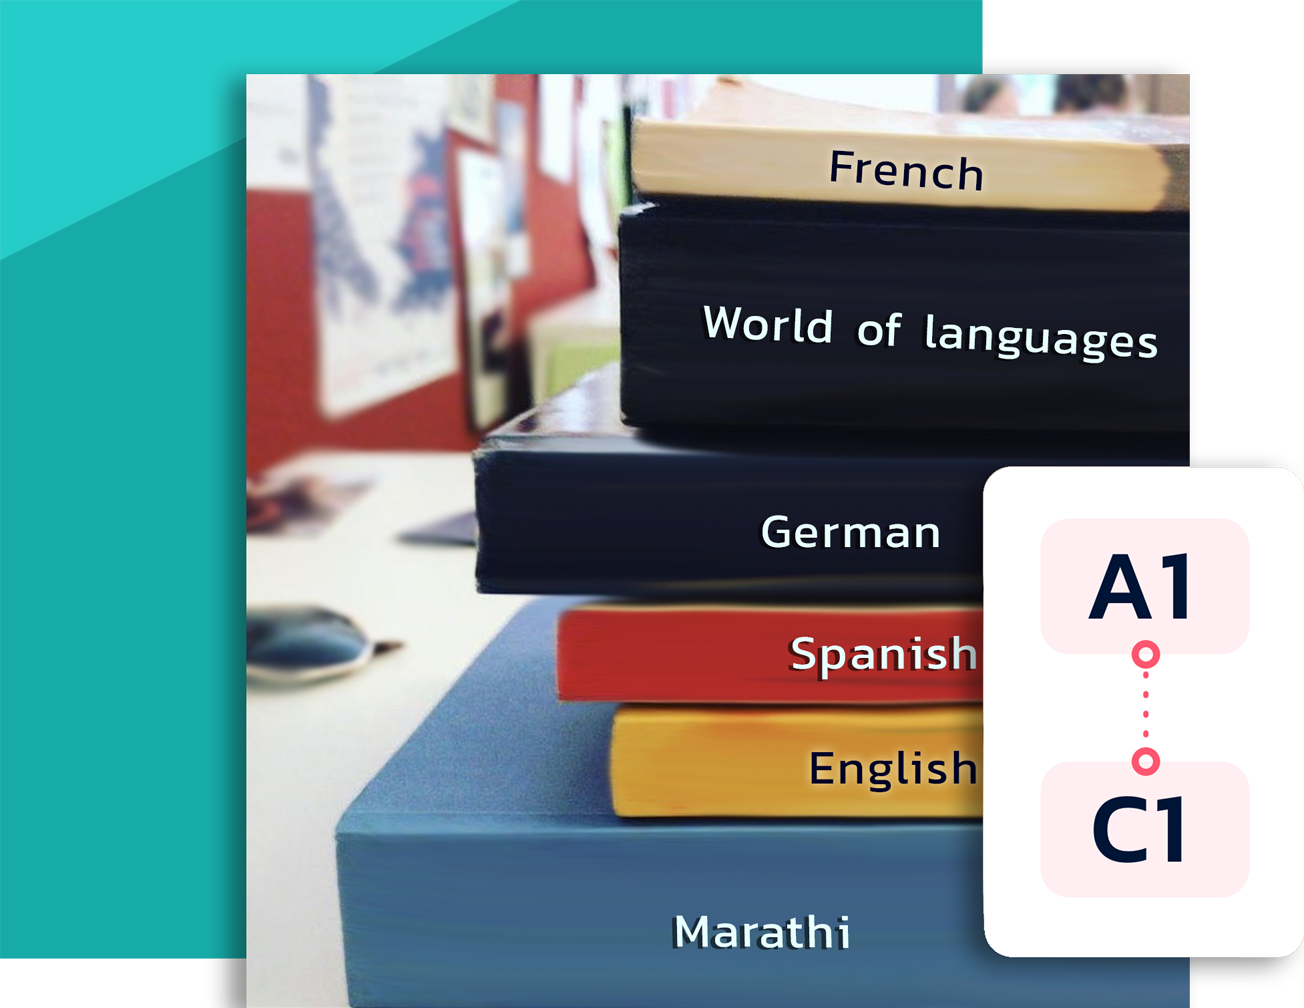 French
World of languages
German
Spanish
English
Marathi
A1
C1